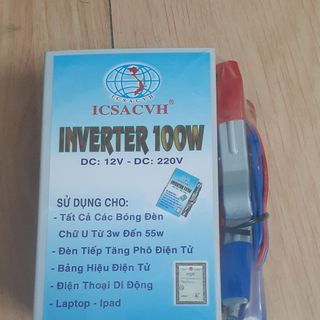 ICSACVH
ICSACVH®
INVERTER 100W
DC: 12V - DC: 220V
SỬ DỤNG CHO:
- Tất Cả Các Bóng Đèn
Chữ U Từ 3w Đến 55w
- Đèn Tiếp Tăng Phô Điện Tử
- Bảng Hiệu Điện Tử
- Điện Thoại Di Động
- Laptop - Ipad